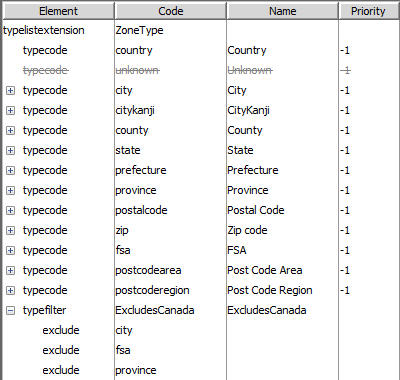 Element Code Name Priority
typelistextension ZoneType
typecode country Country -1
typecode unknown Unknown -1
typecode city City -1
typecode citykanji CityKanji -1
typecode county County -1
typecode state State -1
typecode prefecture Prefecture -1
typecode province Province -1
typecode postalcode Postal Code -1
typecode zip Zip code -1
typecode fsa FSA -1
typecode postcodearea Post Code Area -1
typecode postcoderegion Post Code Region -1
typefilter ExcludesCanada ExcludesCanada
exclude city
exclude fsa
exclude province